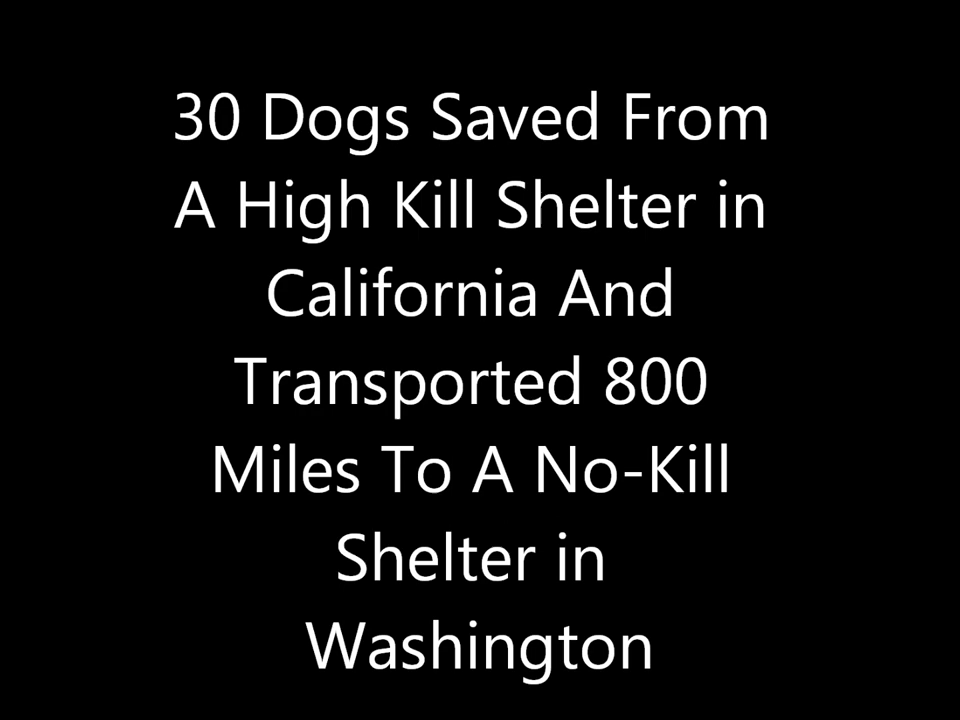 30 Dogs Saved From
A High Kill Shelter in
California And
Transported 800
Miles To A No-Kill
Shelter in
Washington